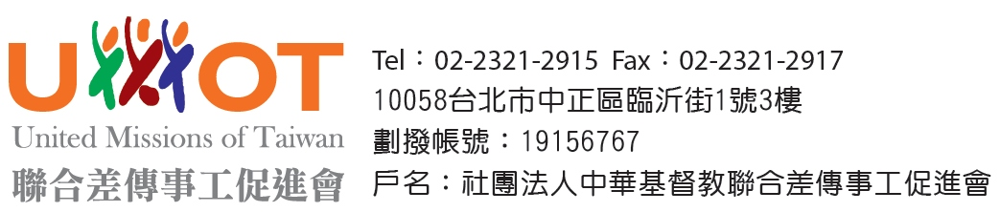 UMOT
United Missions of Taiwan
聯合差傳事工促進會
Tel：02-2321-2915 Fax：02-2321-2917
10058台北市中正區臨沂街1號3樓
劃撥帳號：19156767
戶名：社團法人中華基督教聯合差傳事工促進會